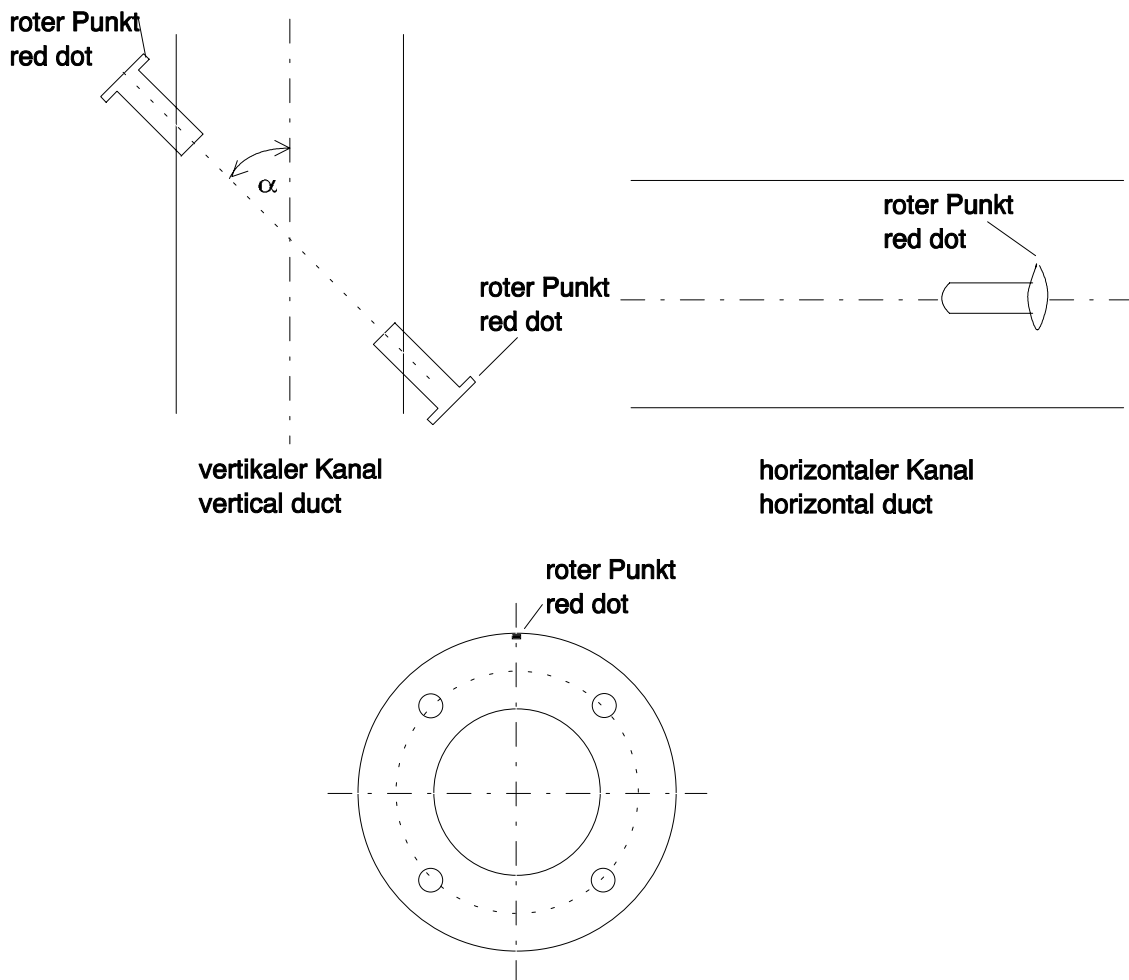 roter Punkt
red dot
α
roter Punkt
red dot
vertikaler Kanal
vertical duct
roter Punkt
red dot
horizontaler Kanal
horizontal duct
roter Punkt
red dot